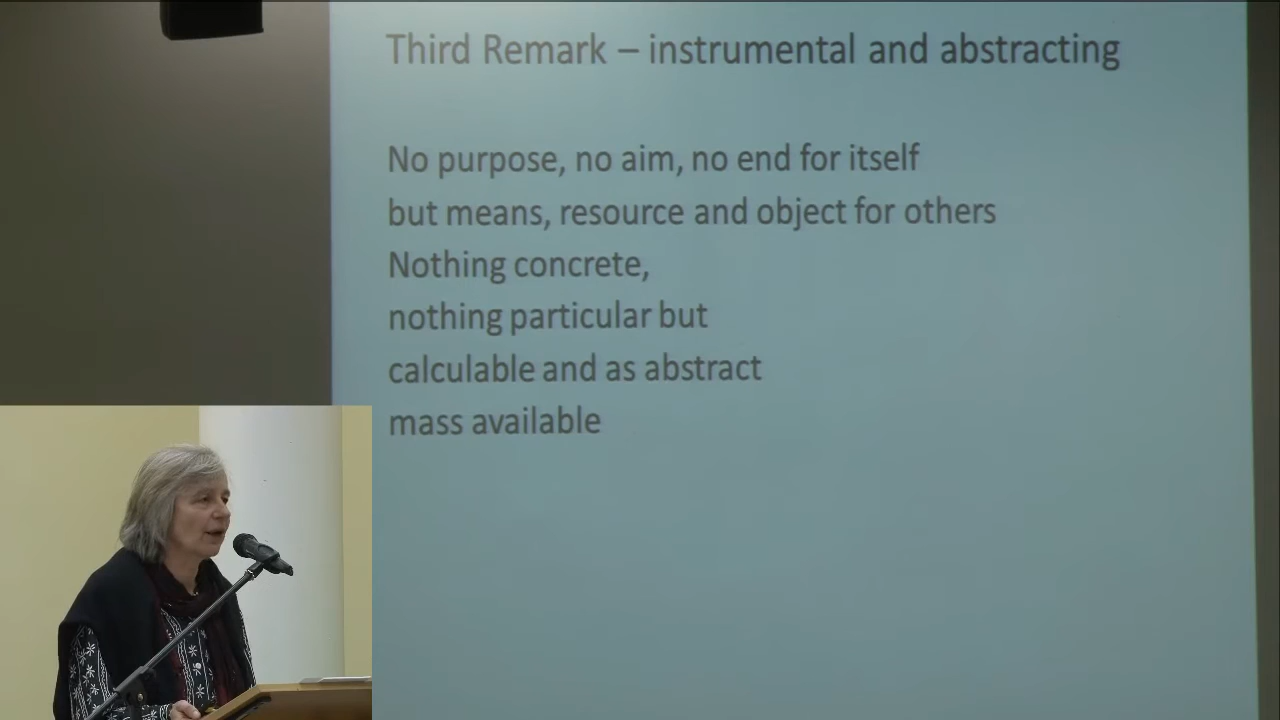 Third Remark – instrumental and abstracting
No purpose, no aim, no end for itself
but means, resource and object for others
Nothing concrete,
nothing particular but
calculable and as abstract
mass available